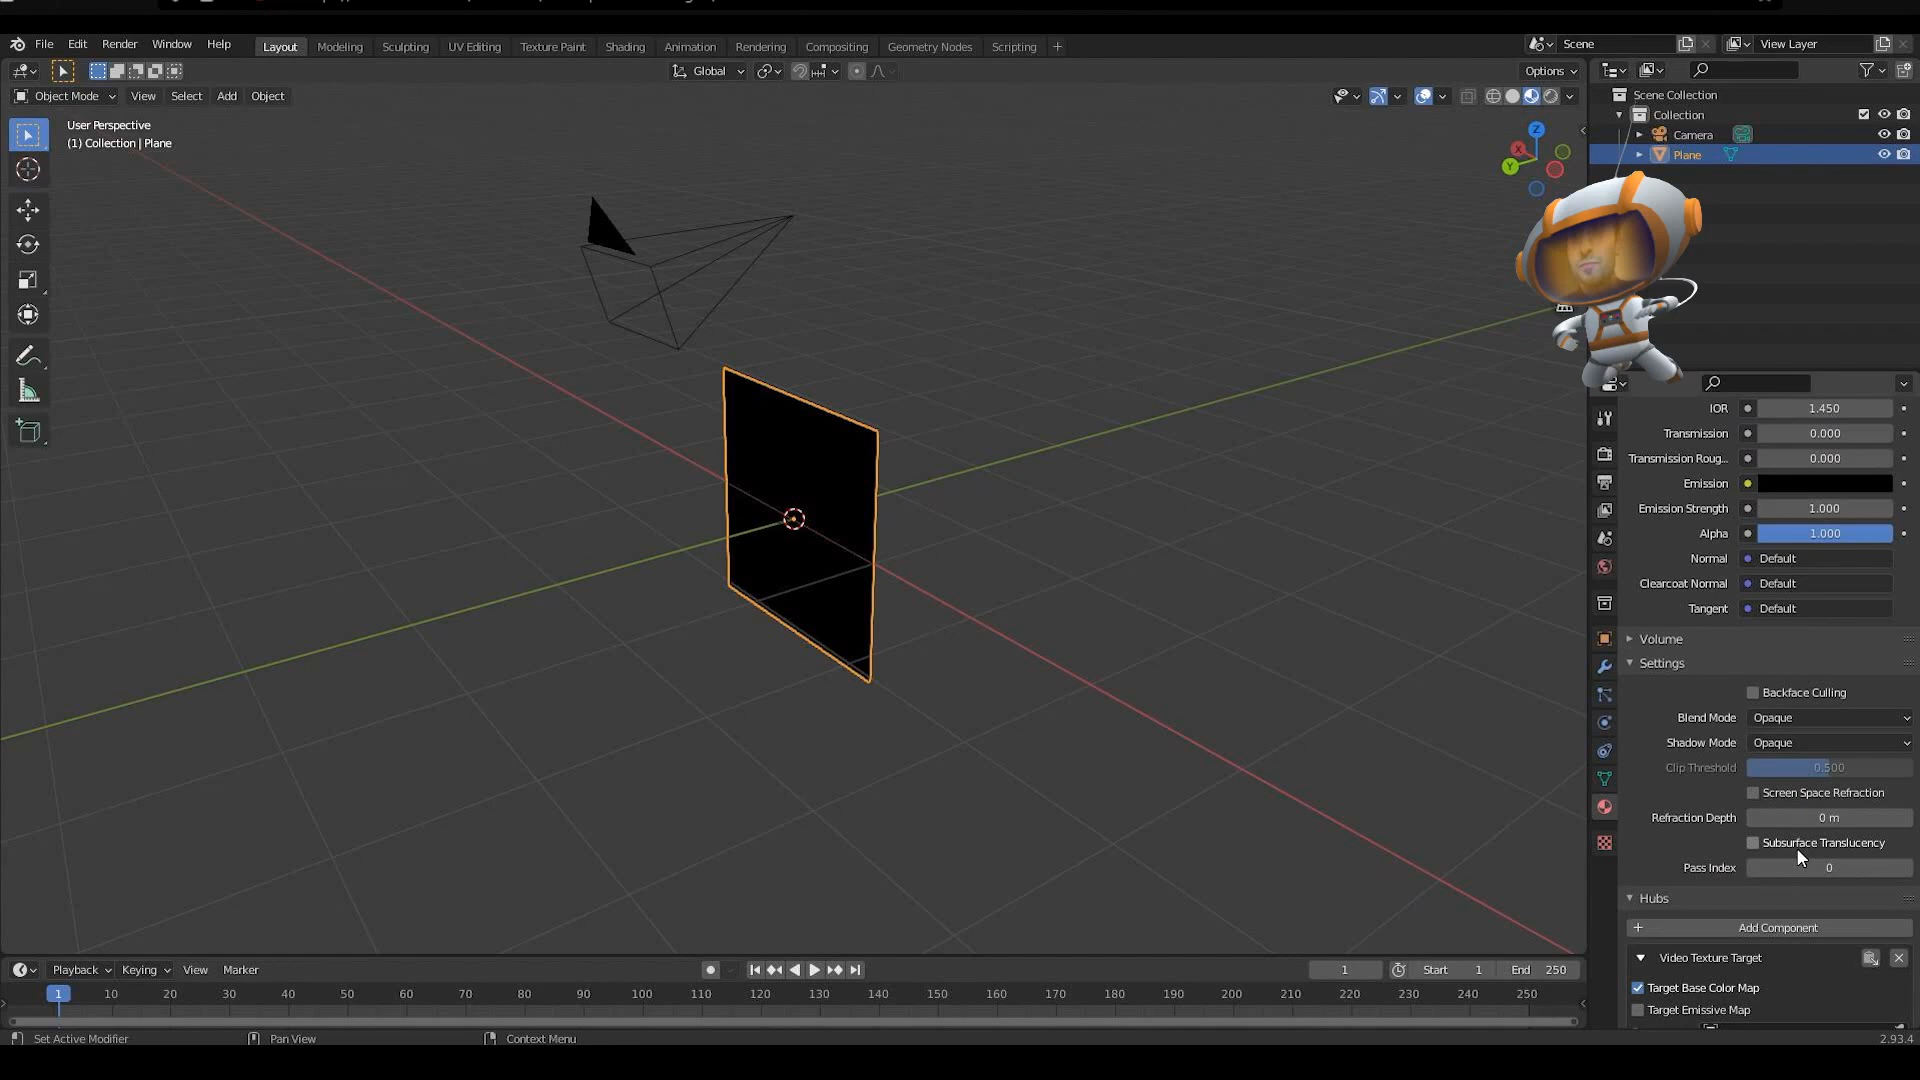 File Edit Render Window Help Layout Modeling Sculpting UV Editing Texture Paint Shading Animation Rendering Compositing Geometry Nodes Scripting + Scene View Layer
Global Options
Object Mode View Select Add Object
User Perspective
(1) Collection | Plane
Z
X
Y
Scene Collection
Collection
Camera
Plane
IOR 1.450
Transmission 0.000
Transmission Roug... 0.000
Emission
Emission Strength 1.000
Alpha 1.000
Normal Default
Clearcoat Normal Default
Tangent Default
Volume
Settings
Backface Culling
Blend Mode Opaque
Shadow Mode Opaque
Clip Threshold 0.500
Screen Space Refraction
Refraction Depth 0 m
Subsurface Translucency
Pass Index 0
Hubs
+ Add Component
Video Texture Target
Target Base Color Map
Target Emissive Map
Playback Keying View Marker 1 Start 1 End 250
1 10 20 30 40 50 60 70 80 90 100 110 120 130 140 150 160 170 180 190 200 210 220 230 240 250
Set Active Modifier Pan View Context Menu 2.93.4